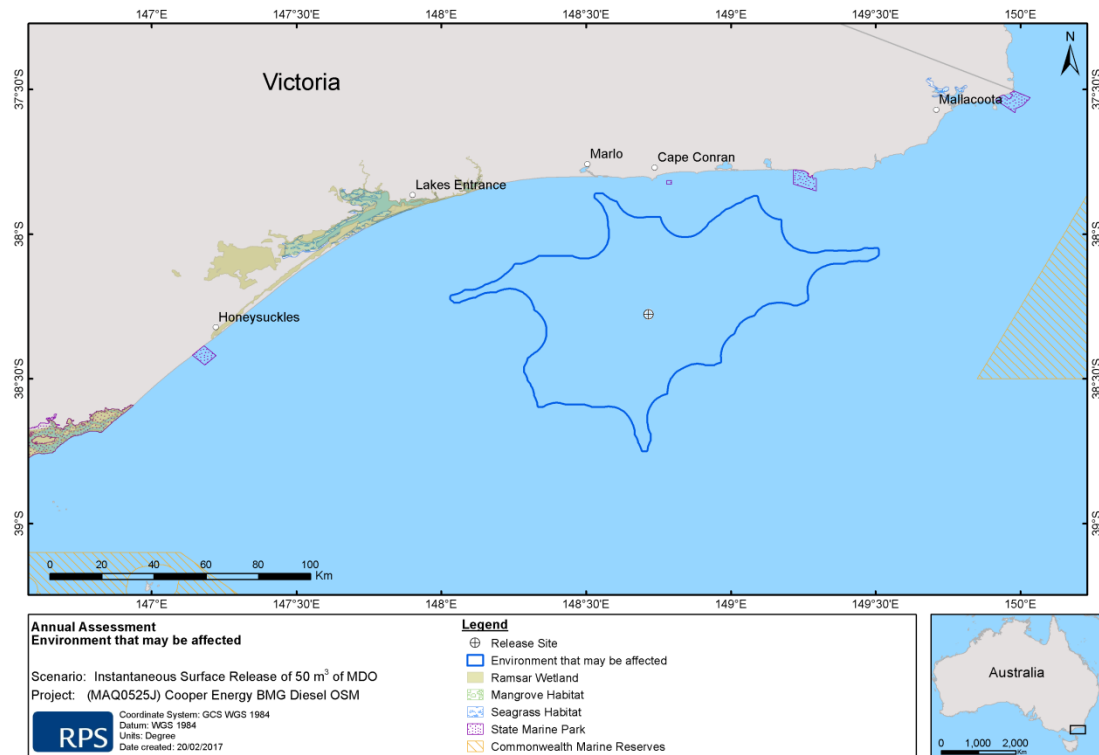 147°E 147°30'E 148°E 148°30'E 149°E 149°30'E 150°E
N
37°30'S 37°30'S
Victoria
Mallacoota
Marlo
Cape Conran
Lakes Entrance
38°S 38°S
Honeysuckles
38°30'S 38°30'S
39°S 39°S
0 20 40 60 80 100
Km
147°E 147°30'E 148°E 148°30'E 149°E 149°30'E 150°E
Annual Assessment
Environment that may be affected
Scenario: Instantaneous Surface Release of 50 m³ of MDO
Project: (MAQ0525J) Cooper Energy BMG Diesel OSM
RPS
Coordinate System: GCS WGS 1984
Datum: WGS 1984
Units: Degree
Date created: 20/02/2017
Legend
Release Site
Environment that may be affected
Ramsar Wetland
Mangrove Habitat
Seagrass Habitat
State Marine Park
Commonwealth Marine Reserves
Australia
0 1,000 2,000
Km